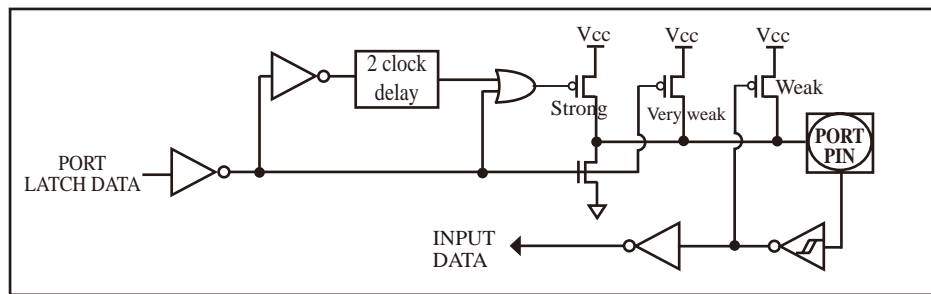 Vcc
Vcc
Vcc
2 clock
delay
Strong
Very weak
Weak
PORT
PIN
PORT
LATCH DATA
INPUT
DATA